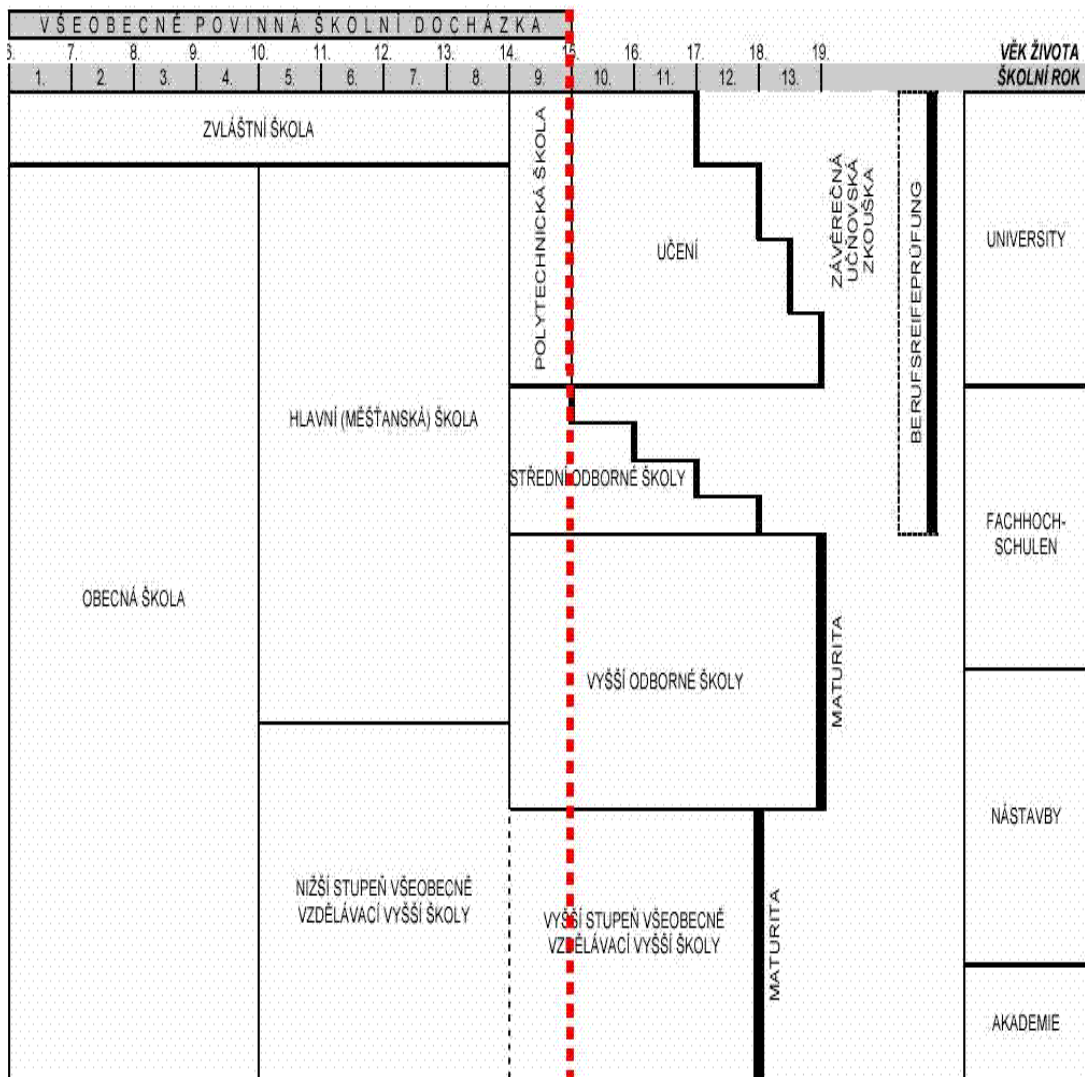 VŠEOBECNĚ POVINNÁ ŠKOLNÍ DOCHÁZKA
6. 7. 8. 9. 10. 11. 12. 13. 14. 15. 16. 17. 18. 19. VĚK ŽIVOTA
1. 2. 3. 4. 5. 6. 7. 8. 9. 10. 11. 12. 13. ŠKOLNÍ ROK
ZVLÁŠTNÍ ŠKOLA
POLYTECHNICKÁ ŠKOLA
UČENÍ
ZÁVĚREČNÁ
UČŇOVSKÁ
ZKOUŠKA
BERUFSREIFEPRÜFUNG
UNIVERSITY
HLAVNÍ (MĚŠŤANSKÁ) ŠKOLA
STŘEDNÍ ODBORNÉ ŠKOLY
FACHHOCH-
SCHULEN
OBECNÁ ŠKOLA
VYŠŠÍ ODBORNÉ ŠKOLY
MATURITA
NÁSTAVBY
NIŽŠÍ STUPEŇ VŠEOBECNĚ
VZDĚLÁVACÍ VYŠŠÍ ŠKOLY
VYŠŠÍ STUPEŇ VŠEOBECNĚ
VZDĚLÁVACÍ VYŠŠÍ ŠKOLY
MATURITA
AKADEMIE